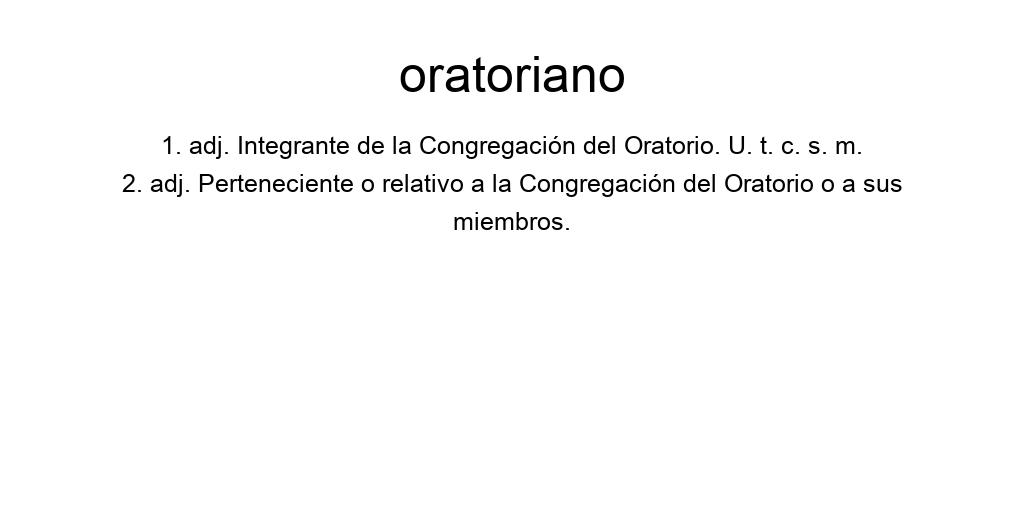 oratoriano
1. adj. Integrante de la Congregación del Oratorio. U. t. c. s. m.
2. adj. Perteneciente o relativo a la Congregación del Oratorio o a sus
miembros.